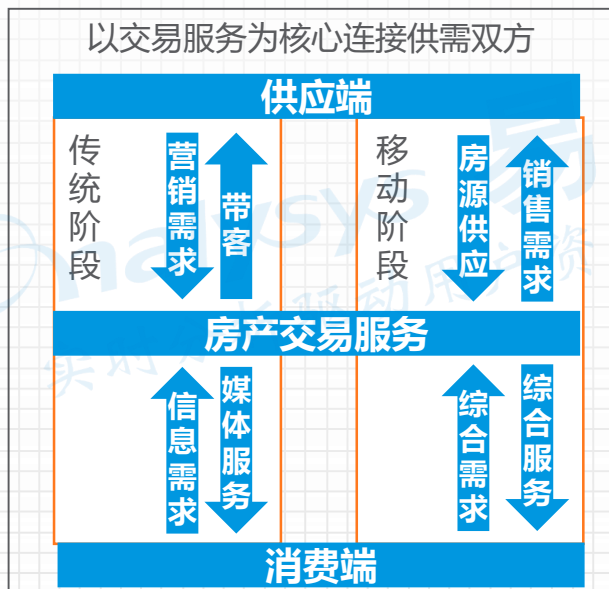 以交易服务为核心连接供需双方
供应端
传统阶段
营销需求
带客
移动阶段
房源供应
销售需求
房产交易服务
信息需求
媒体服务
综合需求
综合服务
消费端